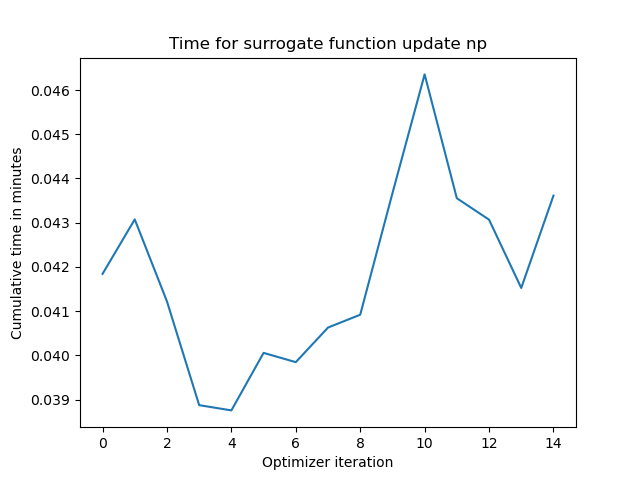 Time for surrogate function update np
Cumulative time in minutes
0.046
0.045
0.044
0.043
0.042
0.041
0.040
0.039
0 2 4 6 8 10 12 14
Optimizer iteration